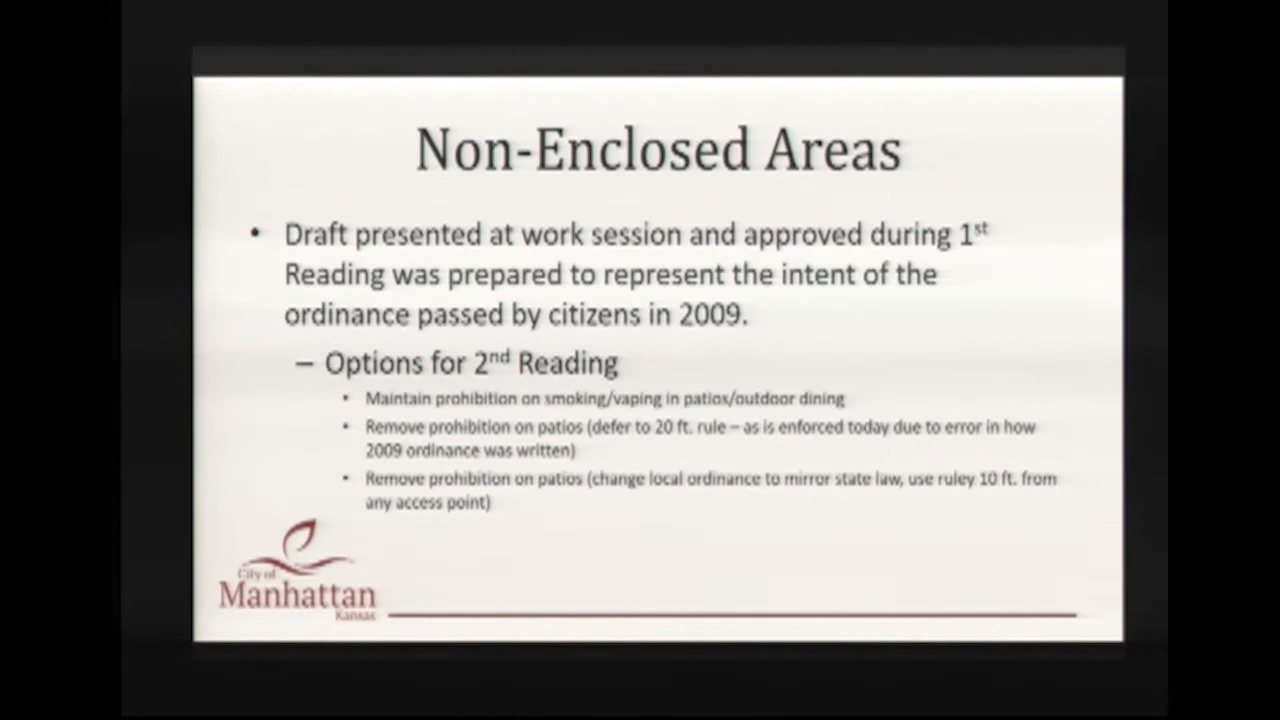 Non-Enclosed Areas
• Draft presented at work session and approved during 1st
Reading was prepared to represent the intent of the
ordinance passed by citizens in 2009.
– Options for 2nd Reading
• Maintain prohibition on smoking/vaping in patios/outdoor dining
• Remove prohibition on patios (defer to 20 ft. rule – as is enforced today due to error in how
2009 ordinance was written)
• Remove prohibition on patios (change local ordinance to mirror state law, use ruley 10 ft. from
any access point)
City of
Manhattan
Kansas